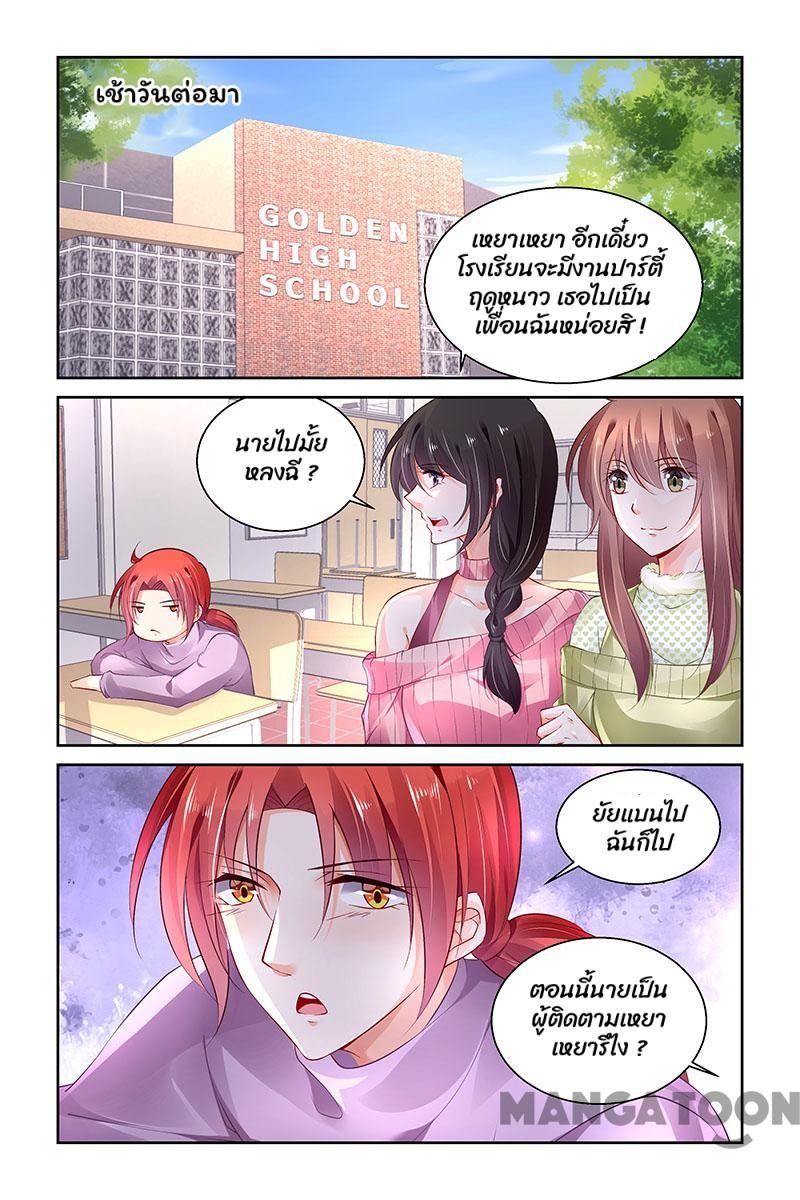 เช้าวันต่อมา
GOLDEN
HIGH
SCHOOL
เหยาเหยา อีกเดี๋ยว
โรงเรียนจะมีงานปาร์ตี้
ฤดูหนาว เธอไปเป็น
เพื่อนฉันหน่อยสิ !
นายไปมั้ย
หลงฉี ?
ยัยแบนไป
ฉันก็ไป
ตอนนี้นายเป็น
ผู้ติดตามเหยา
เหยารึไง ?
MANGATOON